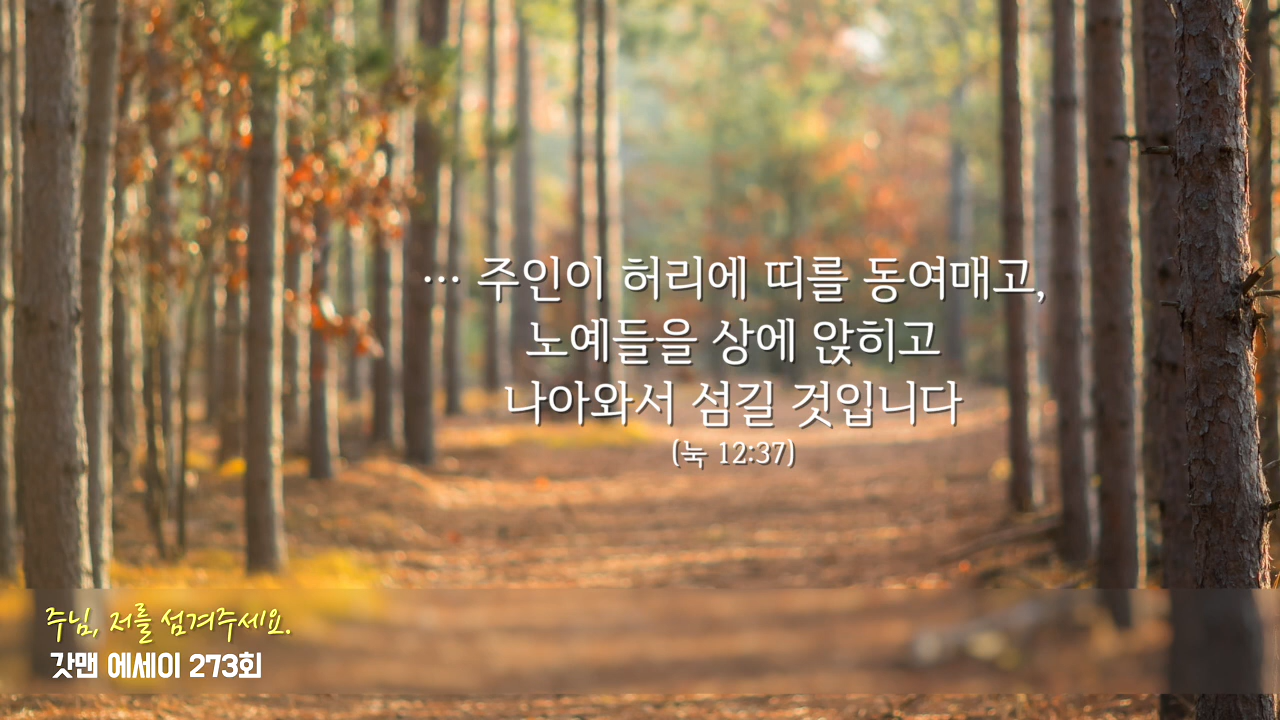 … 주인이 허리에 띠를 동여매고,
노예들을 상에 앉히고
나아와서 섬길 것입니다
(눅 12:37)
주님, 저를 섬겨주세요.
갓맨 에세이 273회